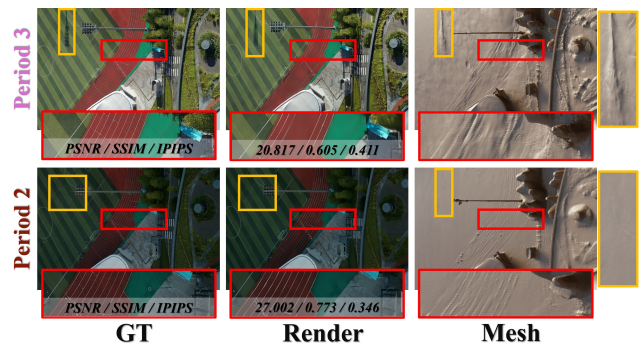 Period 3
PSNR / SSIM / IPIPS
20.817 / 0.605 / 0.411
Period 2
PSNR / SSIM / IPIPS
27.002 / 0.773 / 0.346
GT
Render
Mesh